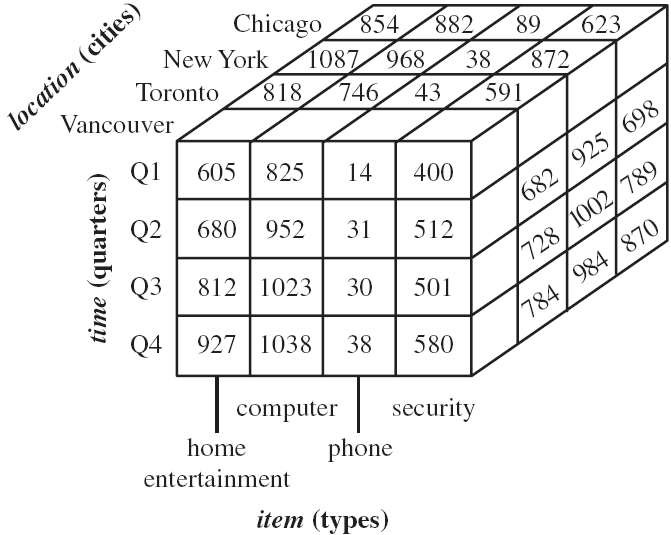 location (cities)
Chicago 854 882 89 623
New York 1087 968 38 872
Toronto 818 746 43 591
Vancouver
time (quarters)
Q1 605 825 14 400 682 925 698
Q2 680 952 31 512 728 1002 789
Q3 812 1023 30 501 784 984 870
Q4 927 1038 38 580
computer security
home phone
entertainment
item (types)